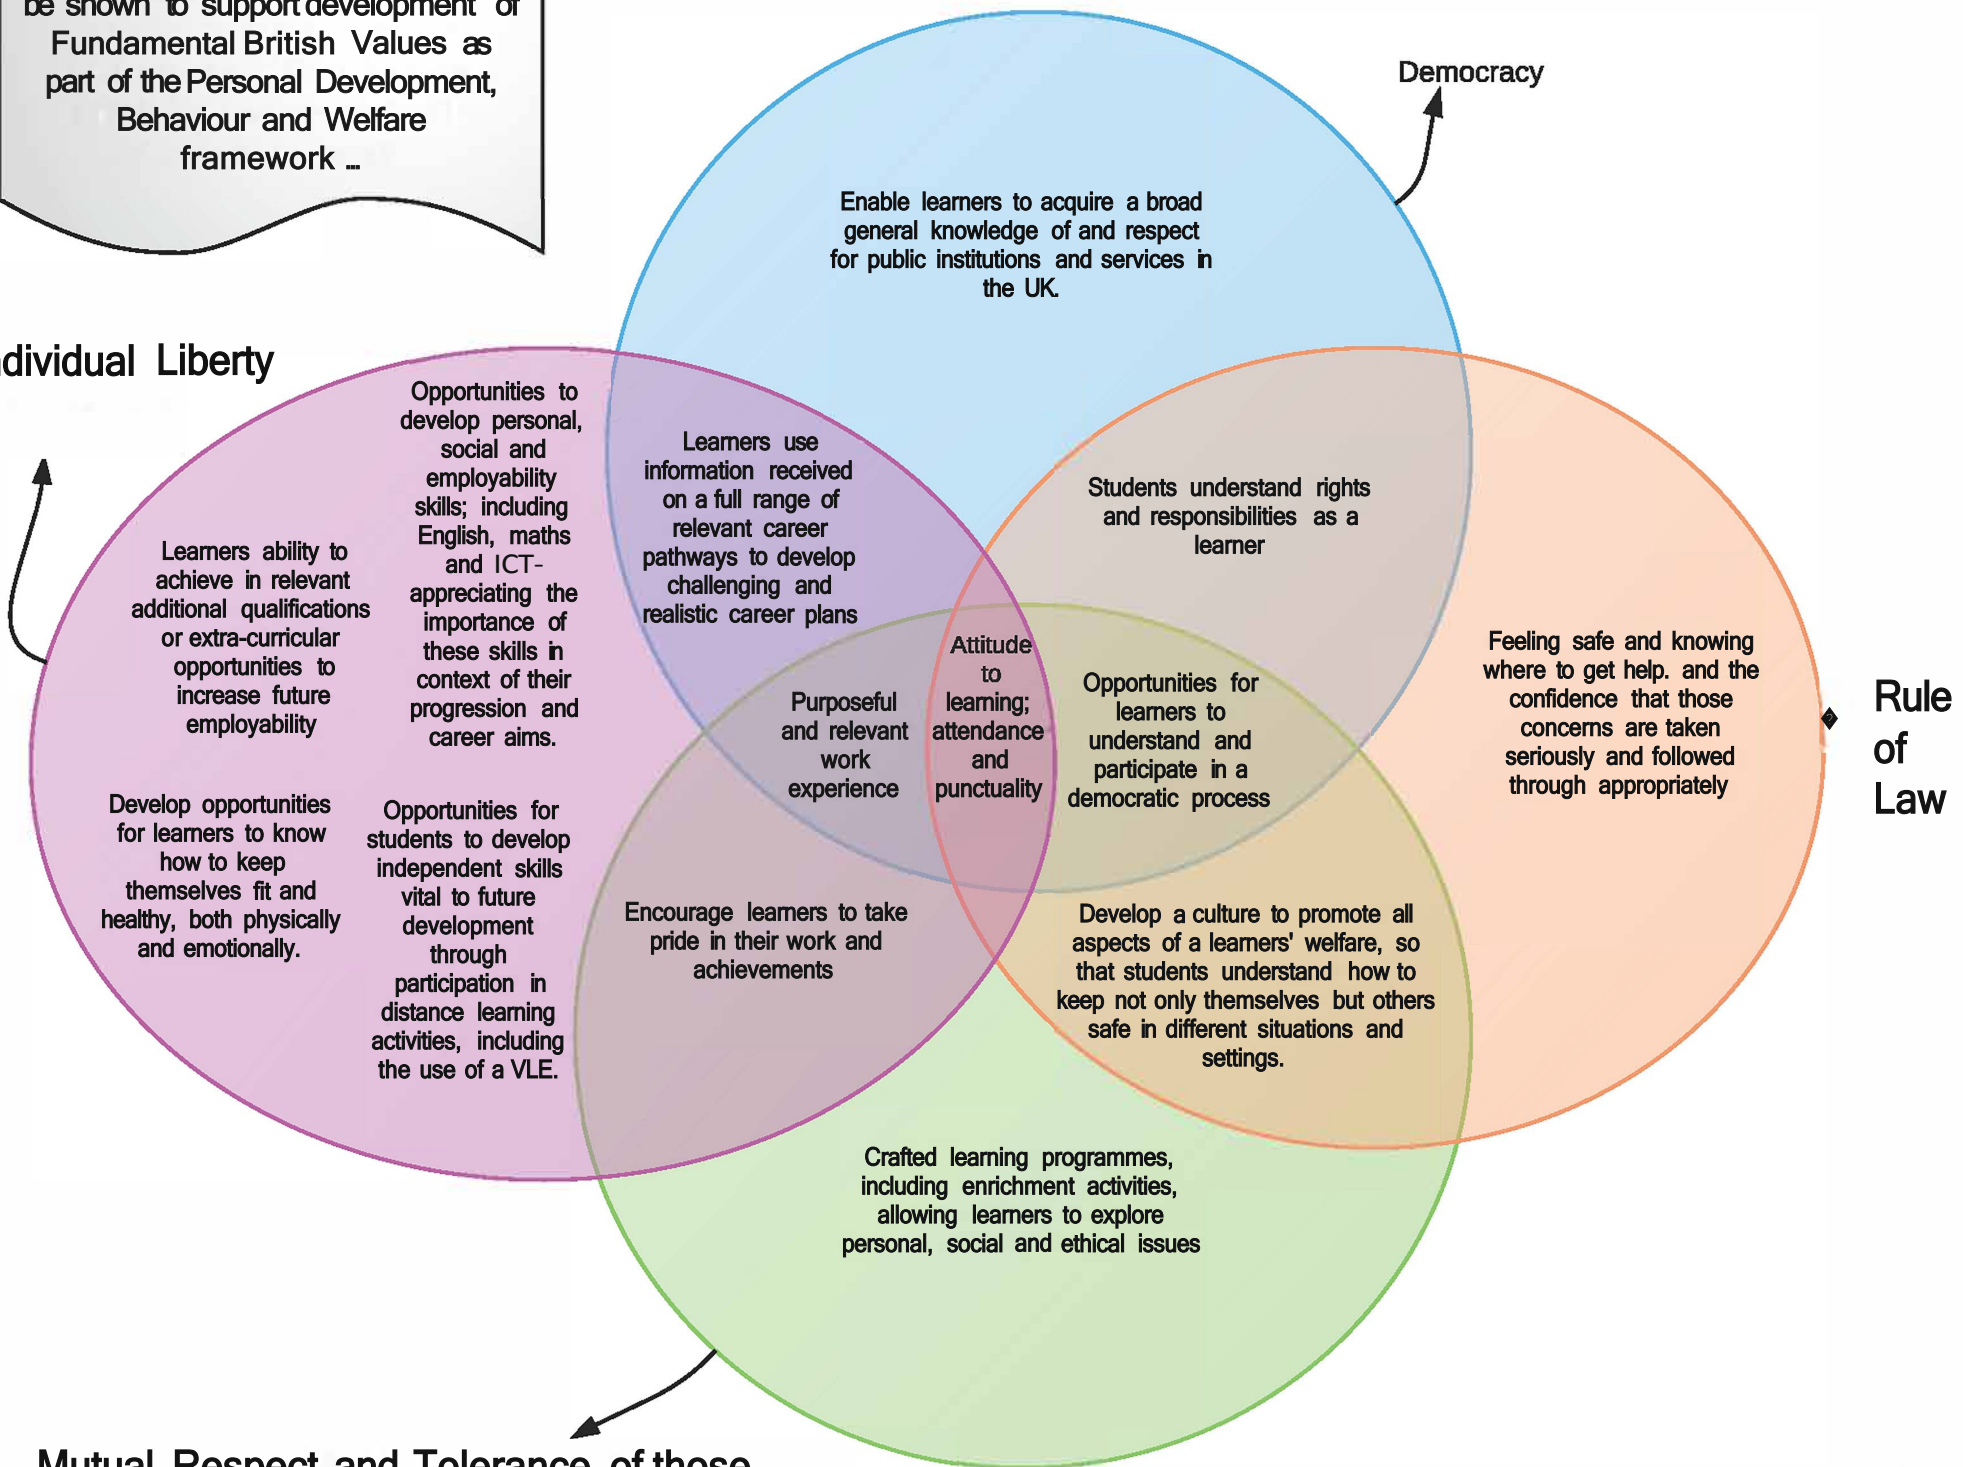 be shown to support development of
Fundamental British Values as
part of the Personal Development,
Behaviour and Welfare
framework ...
Democracy
Enable learners to acquire a broad
general knowledge of and respect
for public institutions and services in
the UK.
dividual Liberty
Opportunities to
develop personal,
social and
employability
skills; including
English, maths
and ICT-
appreciating the
importance of
these skills in
context of their
progression and
career aims.
Learners use
information received
on a full range of
relevant career
pathways to develop
challenging and
realistic career plans
Students understand rights
and responsibilities as a
learner
Learners ability to
achieve in relevant
additional qualifications
or extra-curricular
opportunities to
increase future
employability
Purposeful
and relevant
work
experience
Attitude
to
learning;
attendance
and
punctuality
Opportunities for
learners to
understand and
participate in a
democratic process
Feeling safe and knowing
where to get help. and the
confidence that those
concerns are taken
seriously and followed
through appropriately
Rule
of
Law
Develop opportunities
for learners to know
how to keep
themselves fit and
healthy, both physically
and emotionally.
Opportunities for
students to develop
independent skills
vital to future
development
through
participation in
distance learning
activities, including
the use of a VLE.
Encourage learners to take
pride in their work and
achievements
Develop a culture to promote all
aspects of a learners' welfare, so
that students understand how to
keep not only themselves but others
safe in different situations and
settings.
Crafted learning programmes,
including enrichment activities,
allowing learners to explore
personal, social and ethical issues
Mutual Respect and Tolerance of those